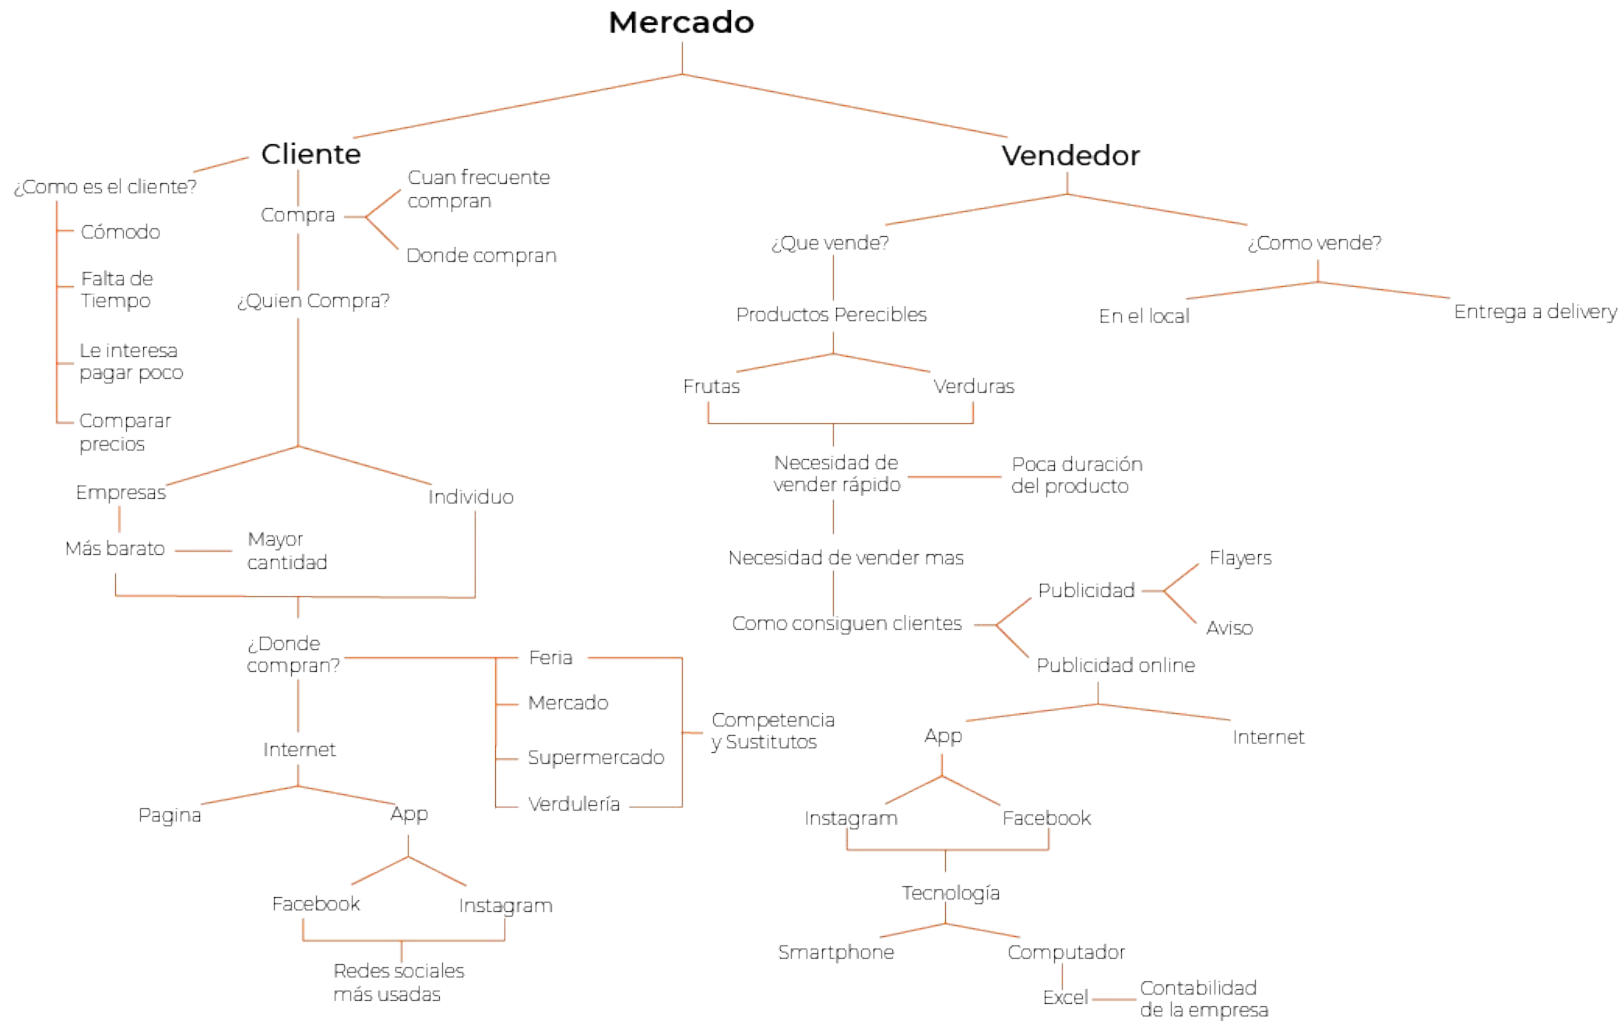 Mercado
Cliente
¿Como es el cliente?
Cómodo
Falta de
Tiempo
Le interesa
pagar poco
Comparar
precios
Compra
Cuan frecuente
compran
Donde compran
¿Quien Compra?
Empresas
Individuo
Más barato
Mayor
cantidad
¿Donde
compran?
Feria
Mercado
Supermercado
Verdulería
Competencia
y Sustitutos
Internet
Pagina
App
Facebook
Instagram
Redes sociales
más usadas
Vendedor
¿Que vende?
¿Como vende?
Productos Perecibles
En el local
Entrega a delivery
Frutas
Verduras
Necesidad de
vender rápido
Poca duración
del producto
Necesidad de vender mas
Como consiguen clientes
Publicidad
Flayers
Aviso
Publicidad online
App
Internet
Instagram
Facebook
Tecnología
Smartphone
Computador
Excel
Contabilidad
de la empresa